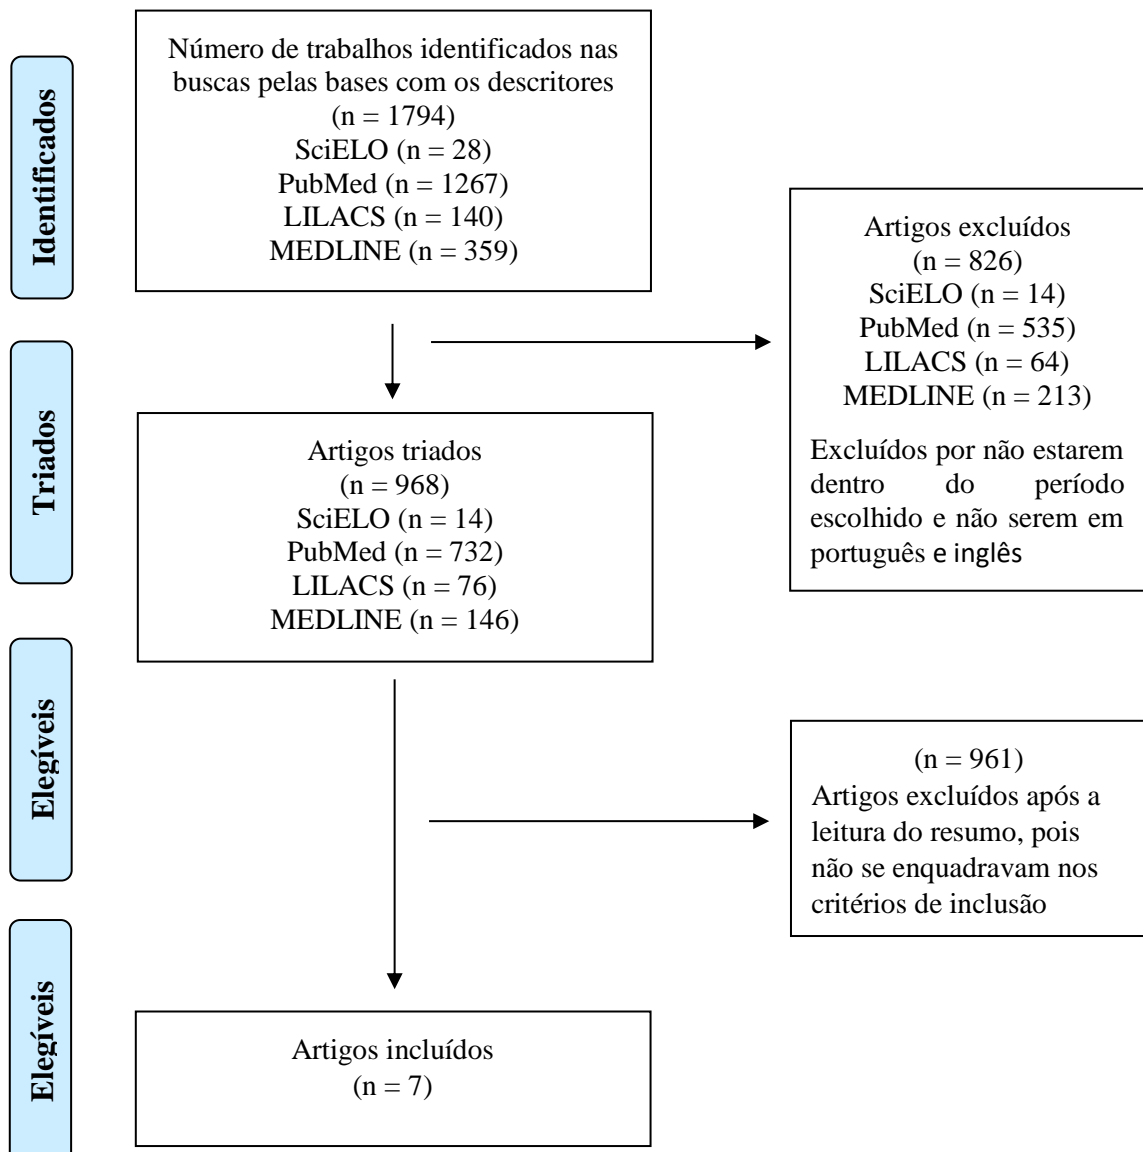 Identificados
Número de trabalhos identificados nas
buscas pelas bases com os descritores
(n = 1794)
SciELO (n = 28)
PubMed (n = 1267)
LILACS (n = 140)
MEDLINE (n = 359)
Artigos excluídos
(n = 826)
SciELO (n = 14)
PubMed (n = 535)
LILACS (n = 64)
MEDLINE (n = 213)
Excluídos por não estarem
dentro do período
escolhido e não serem em
português e inglês
Triados
Artigos triados
(n = 968)
SciELO (n = 14)
PubMed (n = 732)
LILACS (n = 76)
MEDLINE (n = 146)
Elegíveis
(n = 961)
Artigos excluídos após a
leitura do resumo, pois
não se enquadravam nos
critérios de inclusão
Elegíveis
Artigos incluídos
(n = 7)